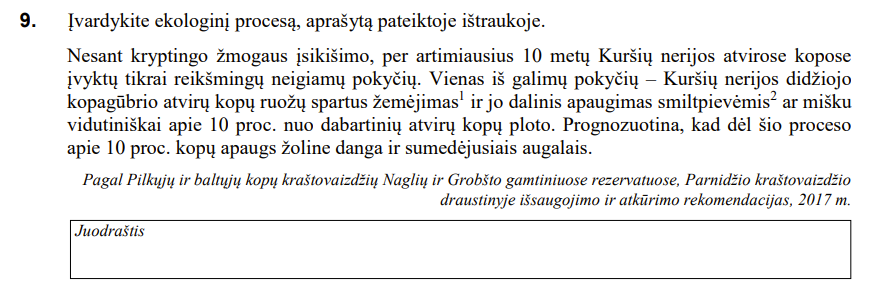 9. Įvardykite ekologinį procesą, aprašytą pateiktoje ištraukoje.
Nesant kryptingo žmogaus įsikišimo, per artimiausius 10 metų Kuršių nerijos atvirose kopose
įvyktų tikrai reikšmingų neigiamų pokyčių. Vienas iš galimų pokyčių – Kuršių nerijos didžiojo
kopagūbrio atvirų kopų ruožų spartus žemėjimas¹ ir jo dalinis apaugimas smiltpievėmis² ar mišku
vidutiniškai apie 10 proc. nuo dabartinių atvirų kopų ploto. Prognozuotina, kad dėl šio proceso
apie 10 proc. kopų apaugs žoline danga ir sumedėjusiais augalais.
Pagal Pilkųjų ir baltųjų kopų kraštovaizdžių Naglių ir Grobšto gamtiniuose rezervatuose, Parnidžio kraštovaizdžio
draustinyje išsaugojimo ir atkūrimo rekomendacijas, 2017 m.
Juodraštis